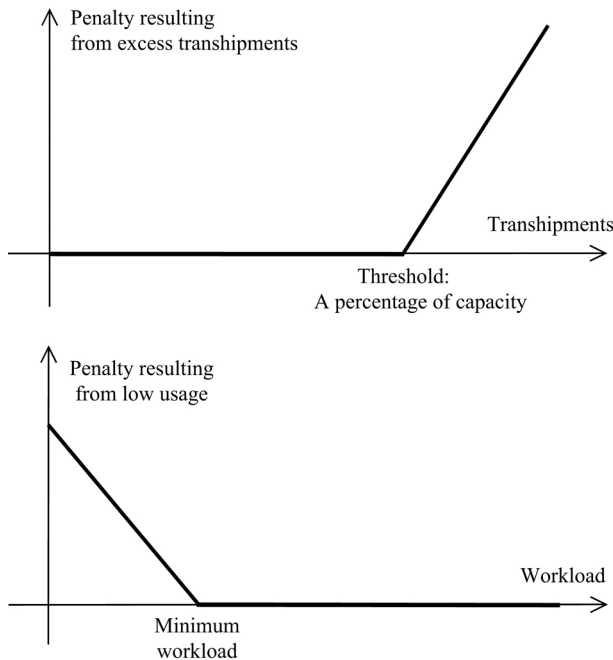 Penalty resulting
from excess transhipments
Transhipments
Threshold:
A percentage of capacity
Penalty resulting
from low usage
Workload
Minimum
workload